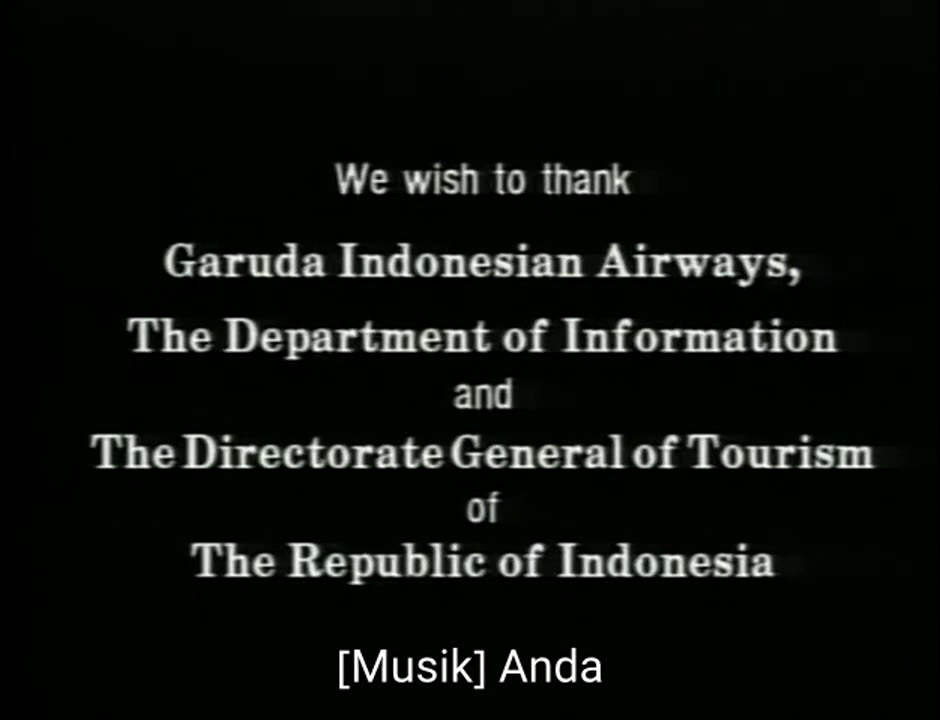 We wish to thank
Garuda Indonesian Airways,
The Department of Information
and
The Directorate General of Tourism
of
The Republic of Indonesia
[Musik] Anda